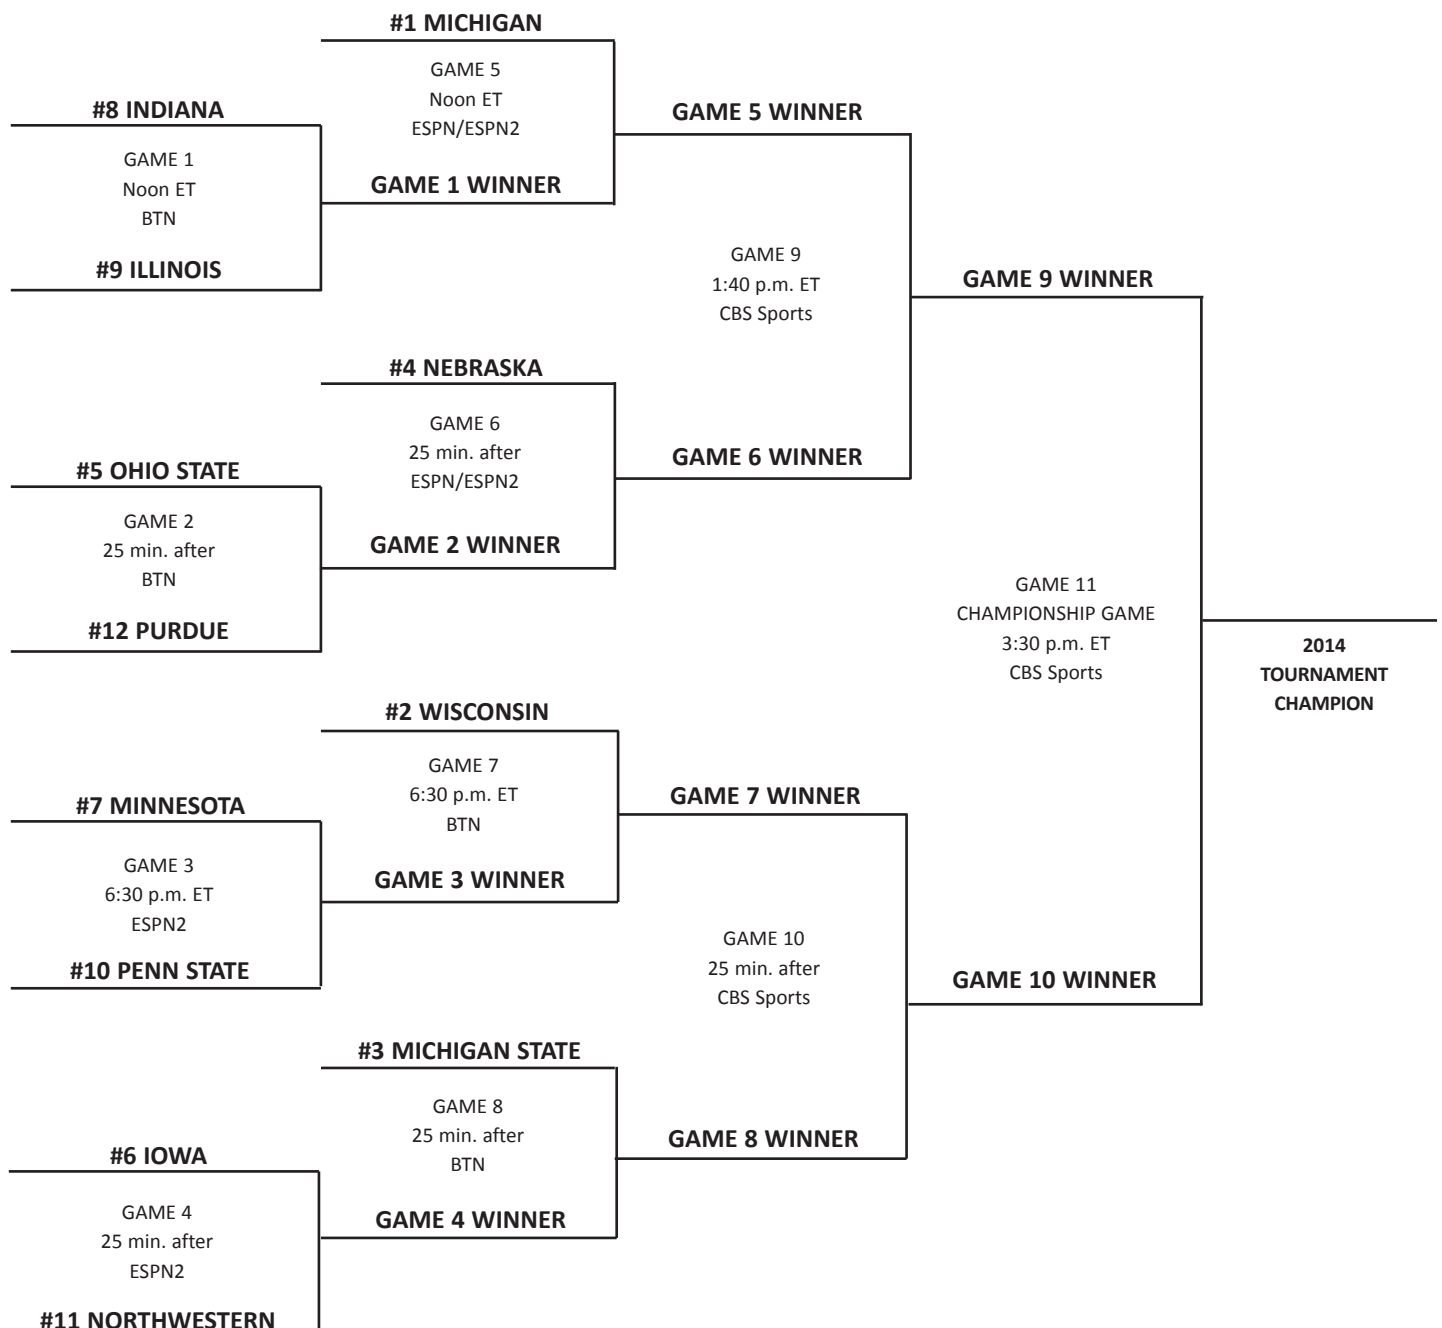 #1 MICHIGAN
GAME 5
Noon ET
ESPN/ESPN2
#8 INDIANA
GAME 1
Noon ET
BTN
GAME 1 WINNER
#9 ILLINOIS
GAME 5 WINNER
GAME 9
1:40 p.m. ET
CBS Sports
GAME 9 WINNER
#4 NEBRASKA
GAME 6
25 min. after
ESPN/ESPN2
GAME 6 WINNER
#5 OHIO STATE
GAME 2
25 min. after
BTN
GAME 2 WINNER
#12 PURDUE
GAME 11
CHAMPIONSHIP GAME
3:30 p.m. ET
CBS Sports
2014
TOURNAMENT
CHAMPION
#2 WISCONSIN
GAME 7
6:30 p.m. ET
BTN
GAME 7 WINNER
#7 MINNESOTA
GAME 3
6:30 p.m. ET
ESPN2
GAME 3 WINNER
#10 PENN STATE
GAME 10
25 min. after
CBS Sports
GAME 10 WINNER
#3 MICHIGAN STATE
GAME 8
25 min. after
BTN
GAME 8 WINNER
#6 IOWA
GAME 4
25 min. after
ESPN2
GAME 4 WINNER
#11 NORTHWESTERN